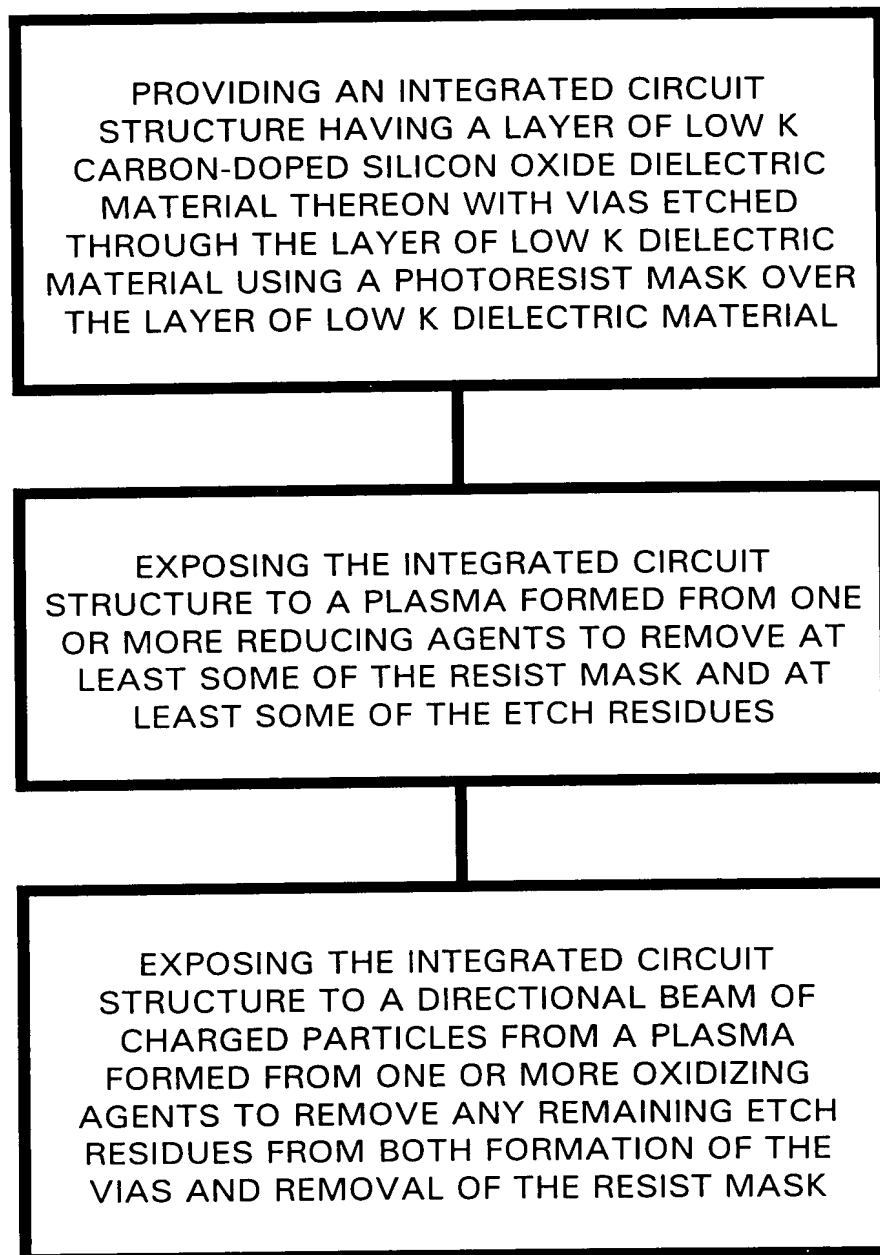 PROVIDING AN INTEGRATED CIRCUIT
STRUCTURE HAVING A LAYER OF LOW K
CARBON-DOPED SILICON OXIDE DIELECTRIC
MATERIAL THEREON WITH VIAS ETCHED
THROUGH THE LAYER OF LOW K DIELECTRIC
MATERIAL USING A PHOTORESIST MASK OVER
THE LAYER OF LOW K DIELECTRIC MATERIAL
EXPOSING THE INTEGRATED CIRCUIT
STRUCTURE TO A PLASMA FORMED FROM ONE
OR MORE REDUCING AGENTS TO REMOVE AT
LEAST SOME OF THE RESIST MASK AND AT
LEAST SOME OF THE ETCH RESIDUES
EXPOSING THE INTEGRATED CIRCUIT
STRUCTURE TO A DIRECTIONAL BEAM OF
CHARGED PARTICLES FROM A PLASMA
FORMED FROM ONE OR MORE OXIDIZING
AGENTS TO REMOVE ANY REMAINING ETCH
RESIDUES FROM BOTH FORMATION OF THE
VIAS AND REMOVAL OF THE RESIST MASK